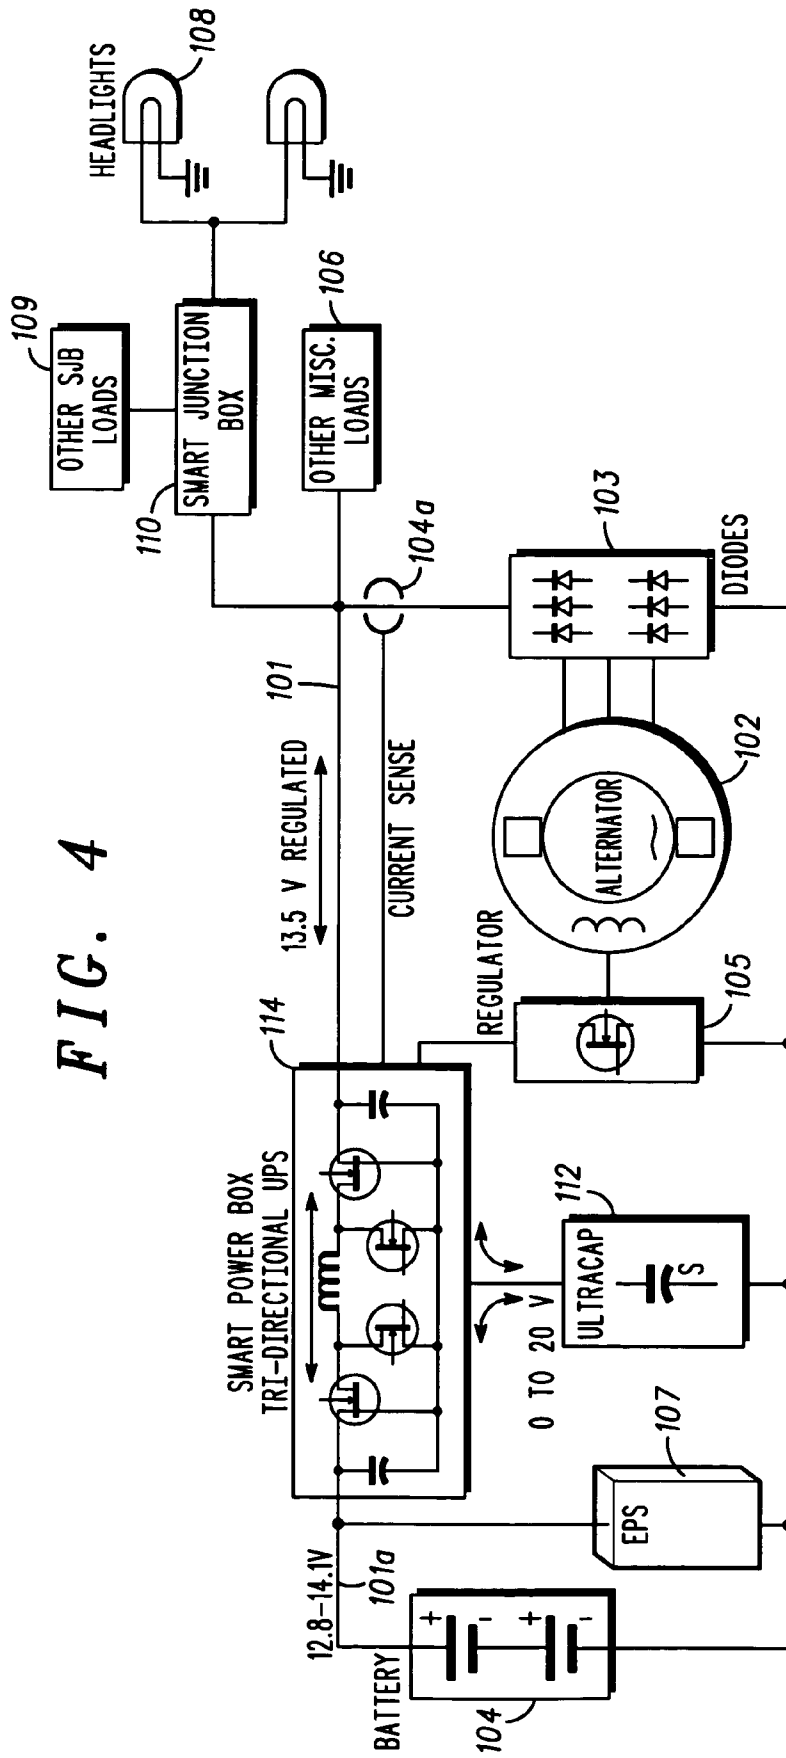 FIG. 4
HEADLIGHTS
108
OTHER SJB
LOADS
109
SMART JUNCTION
BOX
110
OTHER MISC.
LOADS
106
SMART POWER BOX
TRI-DIRECTIONAL UPS
114
13.5 V REGULATED
101
CURRENT SENSE
104a
12.8-14.1V
101a
BATTERY
+
-
+
-
104
EPS
107
0 TO 20 V
ULTRACAP
S
112
REGULATOR
105
ALTERNATOR
102
103
DIODES